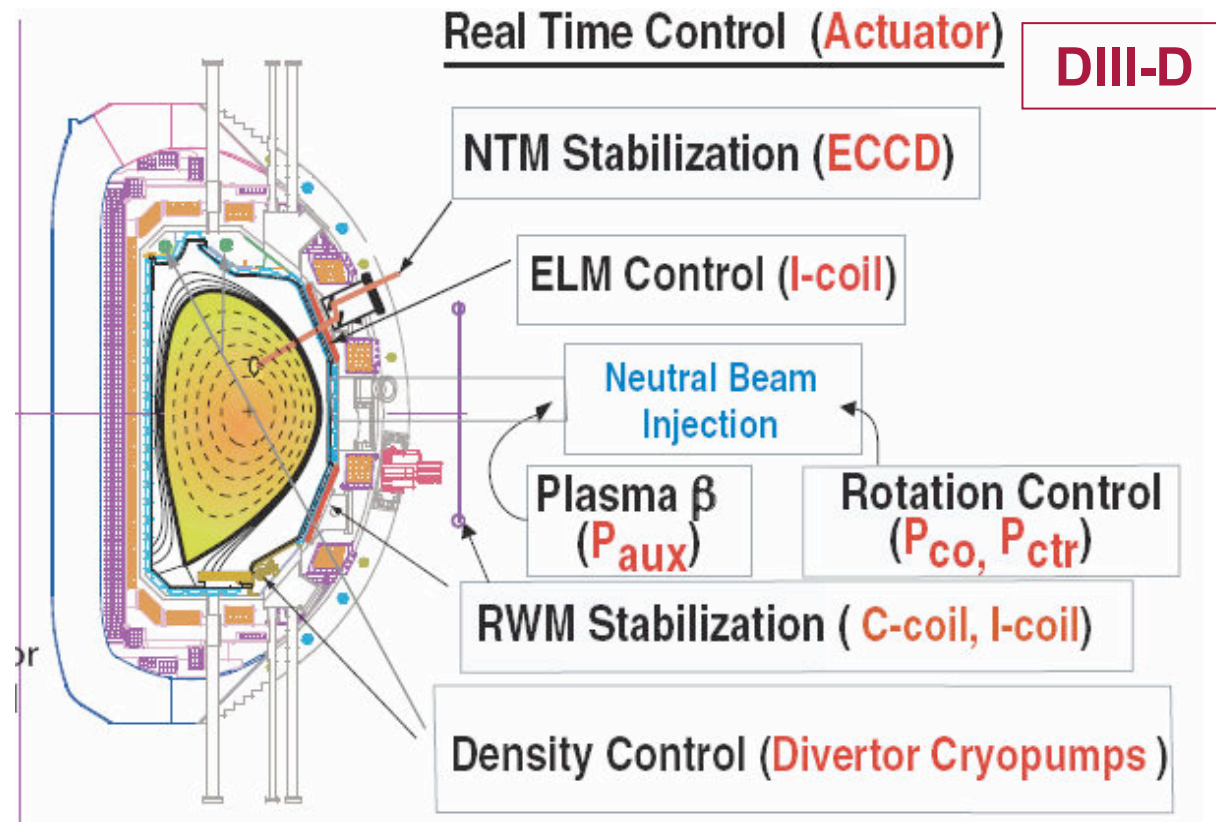 Real Time Control (Actuator)
DIII-D
NTM Stabilization (ECCD)
ELM Control (I-coil)
Neutral Beam
Injection
Plasma β
(Paux)
Rotation Control
(Pco, Pctr)
RWM Stabilization ( C-coil, I-coil)
or
Density Control (Divertor Cryopumps )